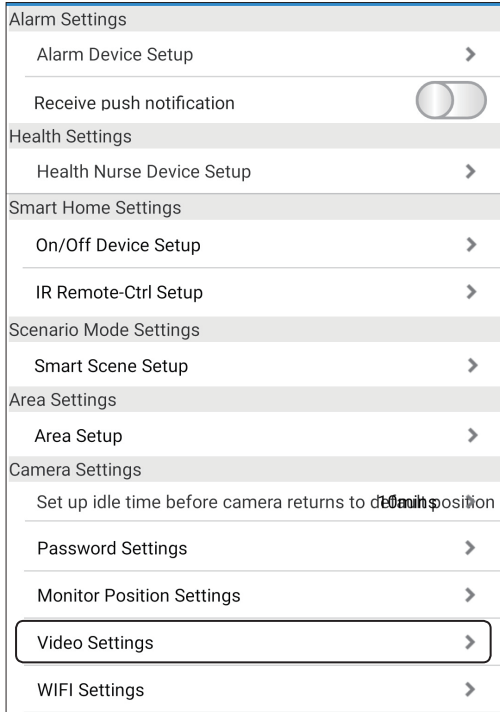 Alarm Settings
Alarm Device Setup
Receive push notification
Health Settings
Health Nurse Device Setup
Smart Home Settings
On/Off Device Setup
IR Remote-Ctrl Setup
Scenario Mode Settings
Smart Scene Setup
Area Settings
Area Setup
Camera Settings
Set up idle time before camera returns to default position 10mins
Password Settings
Monitor Position Settings
Video Settings
WIFI Settings